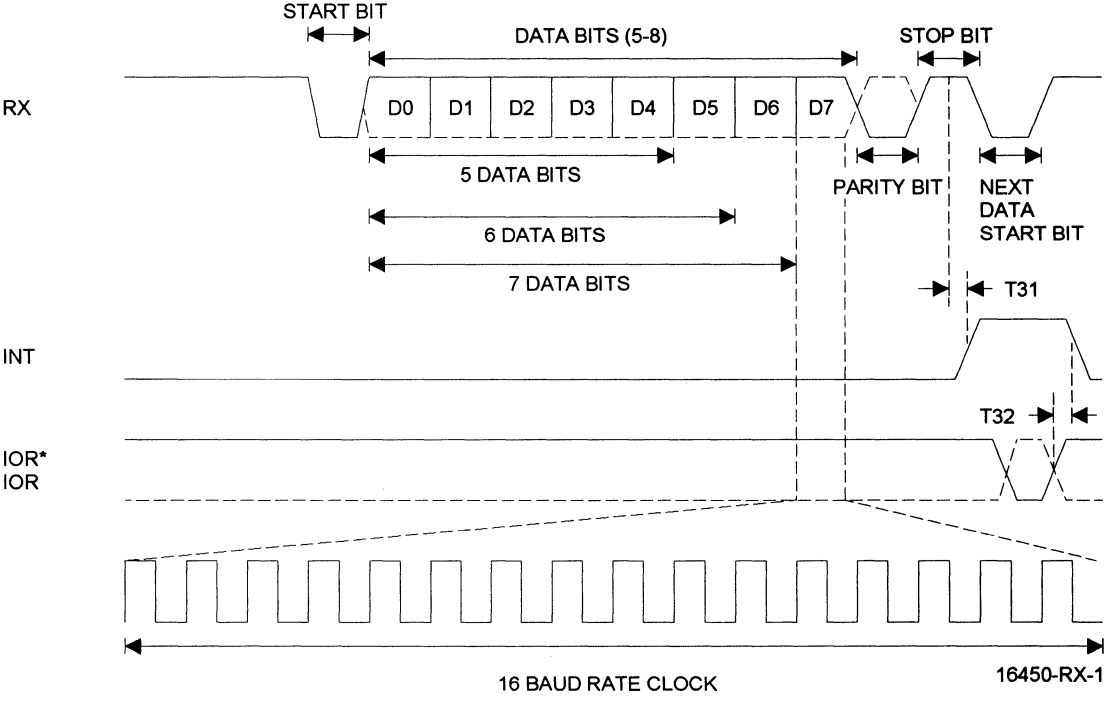 START BIT
DATA BITS (5-8)
STOP BIT
RX
D0 D1 D2 D3 D4 D5 D6 D7
5 DATA BITS
PARITY BIT
NEXT
DATA
START BIT
6 DATA BITS
7 DATA BITS
T31
INT
T32
IOR*
IOR
16 BAUD RATE CLOCK
16450-RX-1